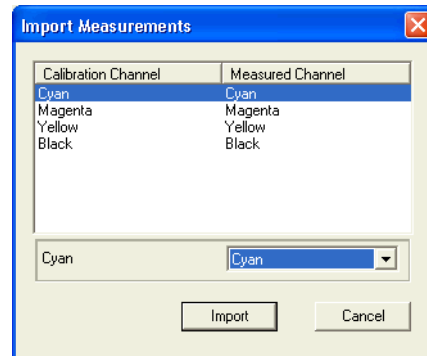 Import Measurements
Calibration Channel Measured Channel
Cyan Cyan
Magenta Magenta
Yellow Yellow
Black Black
Cyan Cyan
Import Cancel